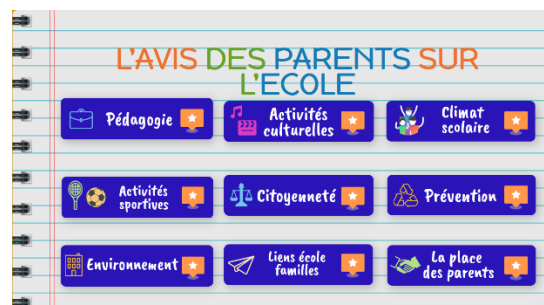 L'AVIS DES PARENTS SUR
L'ECOLE
Pédagogie
Activités
culturelles
Climat
scolaire
Activités
sportives
Citoyenneté
Prévention
Environnement
Liens école
familles
La place
des parents